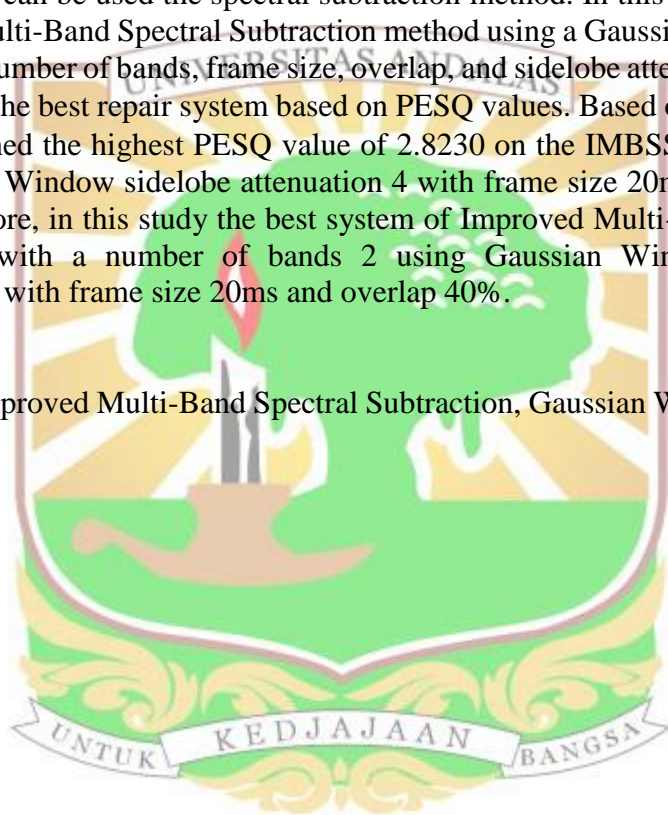 can be used the spectral subtraction method. In this
ulti-Band Spectral Subtraction method using a Gaussi
umber of bands, frame size, overlap, and sidelobe atte
he best repair system based on PESQ values. Based
ned the highest PESQ value of 2.8230 on the IMBSS
Window sidelobe attenuation 4 with frame size 20m
ore, in this study the best system of Improved Multi-
with a number of bands 2 using Gaussian Win
with frame size 20ms and overlap 40%.
proved Multi-Band Spectral Subtraction, Gaussian W
UNIVERSITAS ANDALAS
UNTUK KEDJAJAAN BANGSA